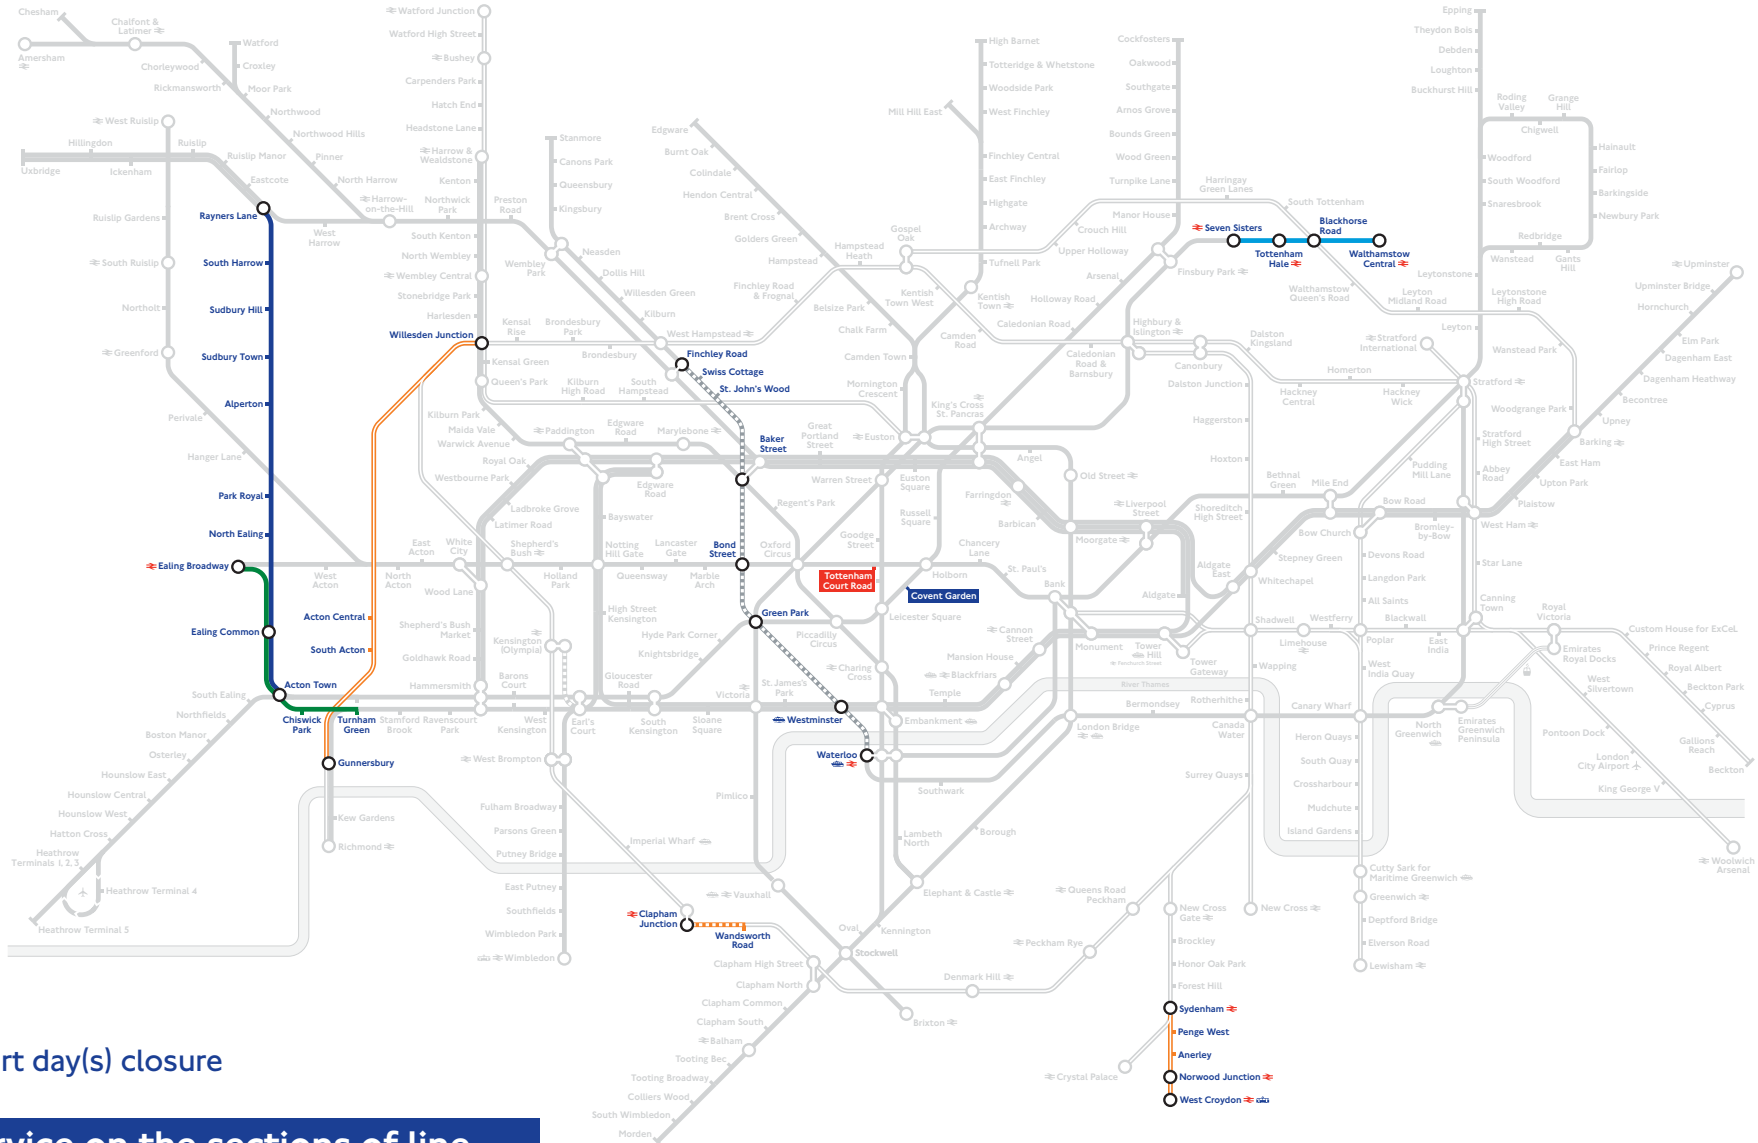 Chesham
Chalfont &
Latimer
Amersham
Chorleywood
Rickmansworth
Watford
Croxley
Moor Park
Northwood
Northwood Hills
Pinner
North Harrow
Harrow-
on-the-Hill
Northwick
Park
Preston
Road
West
Harrow
West Ruislip
Hillingdon
Ruislip
Ruislip Manor
Eastcote
Uxbridge
Ickenham
Ruislip Gardens
South Ruislip
Northolt
Greenford
Perivale
Hanger Lane
Rayners Lane
South Harrow
Sudbury Hill
Sudbury Town
Alperton
Park Royal
North Ealing
Ealing Broadway
Ealing Common
Acton Town
Chiswick
Park
Turnham
Green
Gunnersbury
Kew Gardens
Richmond
Acton Central
South Acton
South Ealing
Northfields
Boston Manor
Osterley
Hounslow East
Hounslow Central
Hounslow West
Hatton Cross
Heathrow
Terminals 1, 2, 3
Heathrow Terminal 4
Heathrow Terminal 5
Watford Junction
Watford High Street
Bushey
Carpenders Park
Hatch End
Headstone Lane
Harrow &
Wealdstone
Kenton
South Kenton
North Wembley
Wembley Central
Stonebridge Park
Harlesden
Willesden Junction
Kensal Green
Queen's Park
Kilburn Park
Maida Vale
Warwick Avenue
Royal Oak
Westbourne Park
Ladbroke Grove
Latimer Road
White
City
Wood Lane
Shepherd's Bush
Market
Goldhawk Road
Hammersmith
East
Acton
West
Acton
North
Acton
Shepherd's
Bush
Holland
Park
Notting
Hill Gate
Queensway
Lancaster
Gate
Marble
Arch
Bond
Street
Oxford
Circus
Stanmore
Canons Park
Queensbury
Kingsbury
Wembley
Park
Neasden
Dollis Hill
Willesden Green
Kilburn
West Hampstead
Finchley Road
Swiss Cottage
St. John's Wood
Baker
Street
Kensal
Rise
Brondesbury
Park
Brondesbury
Kilburn
High Road
South
Hampstead
Finchley Road
& Frognal
Hampstead
Heath
Gospel
Oak
Edgware
Burnt Oak
Colindale
Hendon Central
Brent Cross
Golders Green
Hampstead
Belsize Park
Chalk Farm
Camden Town
Mornington
Crescent
Euston
Kentish
Town West
Kentish
Town
Camden
Road
Mill Hill East
High Barnet
Totteridge & Whetstone
Woodside Park
West Finchley
Finchley Central
East Finchley
Highgate
Archway
Tufnell Park
Cockfosters
Oakwood
Southgate
Arnos Grove
Bounds Green
Wood Green
Turnpike Lane
Manor House
Harringay
Green Lanes
Crouch Hill
Upper Holloway
Arsenal
Finsbury Park
Holloway Road
Caledonian Road
Caledonian
Road &
Barnsbury
Highbury &
Islington
Canonbury
Dalston
Kingsland
Dalston Junction
Haggerston
Hoxton
Shoreditch
High Street
Seven Sisters
South Tottenham
Tottenham
Hale
Blackhorse
Road
Walthamstow
Central
Walthamstow
Queen's Road
Leyton
Midland Road
Leytonstone
High Road
Wanstead Park
Woodgrange Park
Epping
Theydon Bois
Debden
Loughton
Buckhurst Hill
Roding
Valley
Grange
Hill
Chigwell
Hainault
Fairlop
Barkingside
Newbury Park
Woodford
South Woodford
Snaresbrook
Redbridge
Wanstead
Gants
Hill
Leytonstone
Leyton
Stratford
International
Stratford
Homerton
Hackney
Central
Hackney
Wick
Stratford
High Street
Abbey
Road
Pudding
Mill Lane
Upminster
Upminster Bridge
Hornchurch
Elm Park
Dagenham East
Dagenham Heathway
Becontree
Upney
Barking
East Ham
Upton Park
Plaistow
West Ham
Bromley-
by-Bow
Bow Road
Bow Church
Mile End
Bethnal
Green
Stepney Green
Whitechapel
Aldgate
East
Aldgate
Liverpool
Street
Moorgate
Old Street
Angel
King's Cross
St. Pancras
Farringdon
Barbican
Euston
Square
Great
Portland
Street
Warren Street
Regent's Park
Goodge
Street
Russell
Square
Chancery
Lane
St. Paul's
Bank
Holborn
Tottenham
Court Road
Covent Garden
Leicester Square
Piccadilly
Circus
Green Park
Hyde Park Corner
Knightsbridge
Paddington
Edgware
Road
Marylebone
Edgware
Road
Bayswater
High Street
Kensington
Kensington
(Olympia)
Barons
Court
Gloucester
Road
Stamford
Brook
Ravenscourt
Park
West
Kensington
Earl's
Court
South
Kensington
Sloane
Square
Victoria
St. James's
Park
Westminster
Waterloo
Charing
Cross
Embankment
Temple
Blackfriars
Mansion House
Cannon
Street
Monument
Tower
Hill
Fenchurch Street
Tower
Gateway
River Thames
London Bridge
Bermondsey
Canada
Water
Rotherhithe
Wapping
Shadwell
Limehouse
Westferry
Poplar
Blackwall
East
India
Canning
Town
Star Lane
Devons Road
Langdon Park
All Saints
West
India Quay
Canary Wharf
Heron Quays
South Quay
Crossharbour
Mudchute
Island Gardens
Cutty Sark for
Maritime Greenwich
Greenwich
Deptford Bridge
Elverson Road
Lewisham
Royal
Victoria
Emirates
Royal Docks
Custom House for ExCeL
Prince Regent
Royal Albert
Beckton Park
Cyprus
Gallions
Reach
Beckton
West
Silvertown
Pontoon Dock
London
City Airport
King George V
Woolwich
Arsenal
North
Greenwich
Emirates
Greenwich
Peninsula
Surrey Quays
Southwark
Lambeth
North
Borough
Elephant & Castle
Kennington
Oval
Stockwell
Brixton
Pimlico
Vauxhall
West Brompton
Fulham Broadway
Parsons Green
Putney Bridge
East Putney
Southfields
Wimbledon Park
Wimbledon
Imperial Wharf
Clapham
Junction
Wandsworth
Road
Clapham High Street
Clapham North
Clapham Common
Clapham South
Balham
Tooting Bec
Tooting Broadway
Colliers Wood
South Wimbledon
Morden
Denmark Hill
Peckham Rye
Queens Road
Peckham
New Cross
Gate
New Cross
Brockley
Honor Oak Park
Forest Hill
Sydenham
Penge West
Anerley
Norwood Junction
West Croydon
Crystal Palace
rt day(s) closure
rvice on the sections of line